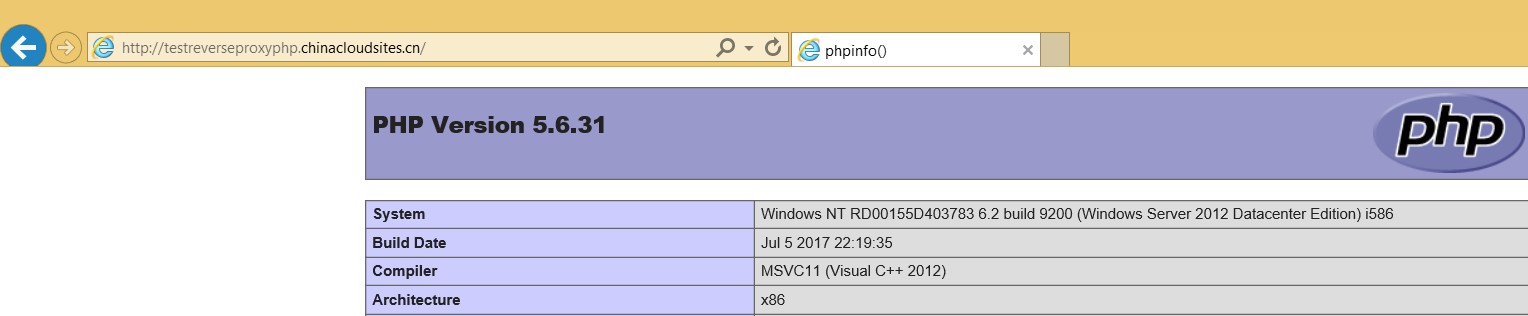 http://testreverseproxyphp.chinacloudsites.cn/
phpinfo()
PHP Version 5.6.31
php
System Windows NT RD00155D403783 6.2 build 9200 (Windows Server 2012 Datacenter Edition) i586
Build Date Jul 5 2017 22:19:35
Compiler MSVC11 (Visual C++ 2012)
Architecture x86